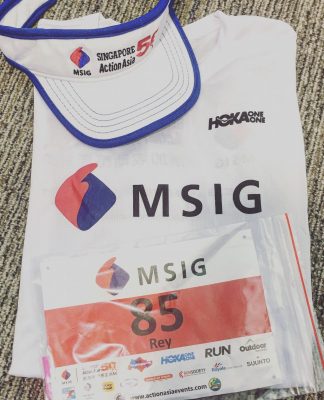 MSIG
SINGAPORE
ActionAsia 50
HOKA ONE ONE
MSIG
MSIG
85
Rey
MSIG
HOKA ONE ONE
RUN
Outdoor
SUUNTO
www.actionasiaevents.com